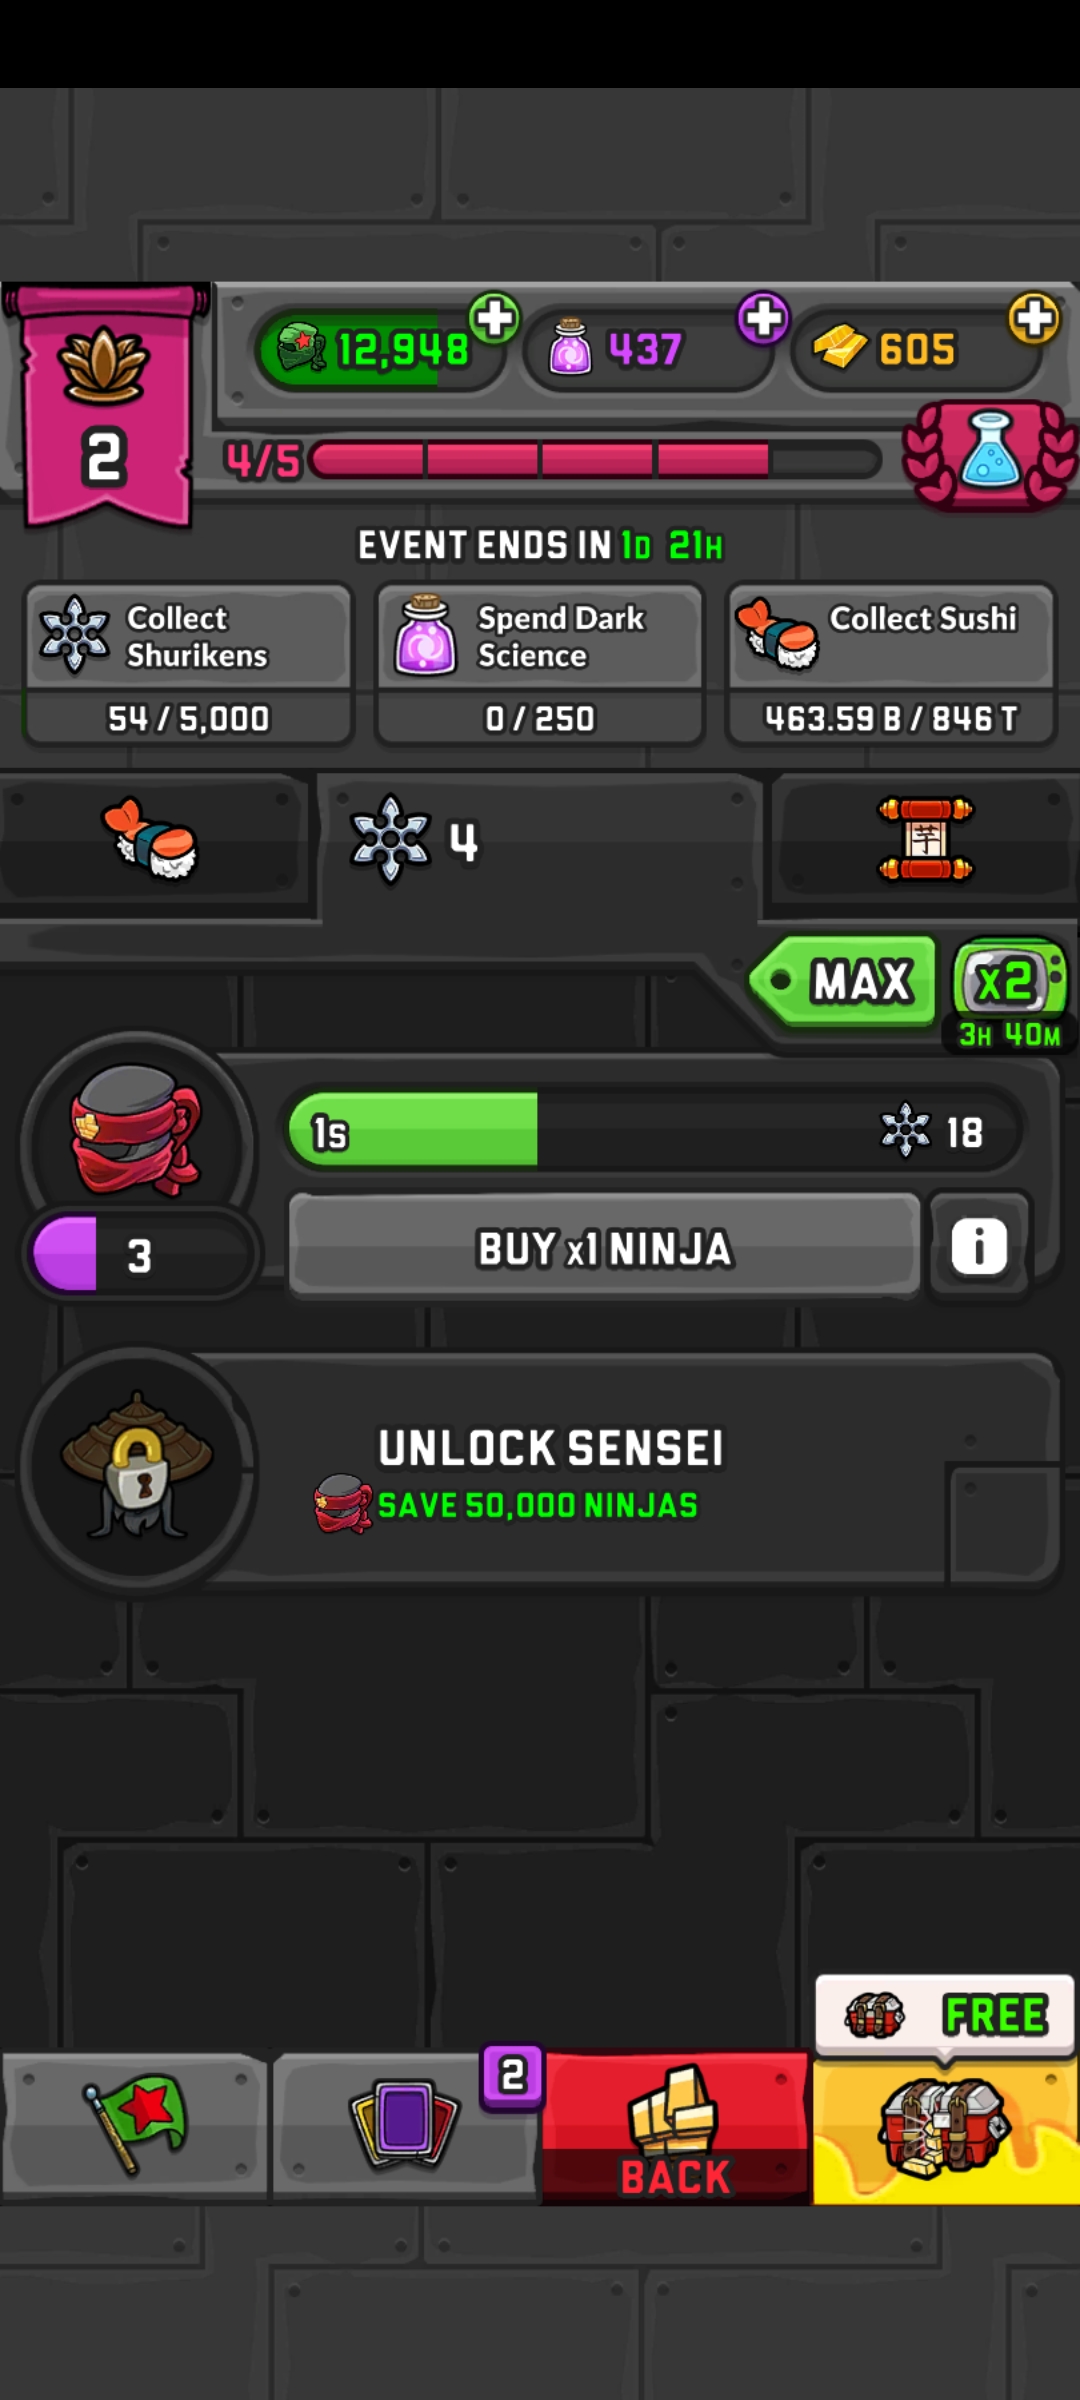 12,948
437
605
2
4/5
EVENT ENDS IN 1D 21H
Collect
Shurikens
54 / 5,000
Spend Dark
Science
0 / 250
Collect Sushi
463.59 B / 846 T
4
芋
MAX
x2
3H 40M
1s
18
3
BUY x1 NINJA
i
UNLOCK SENSEI
SAVE 50,000 NINJAS
FREE
2
BACK